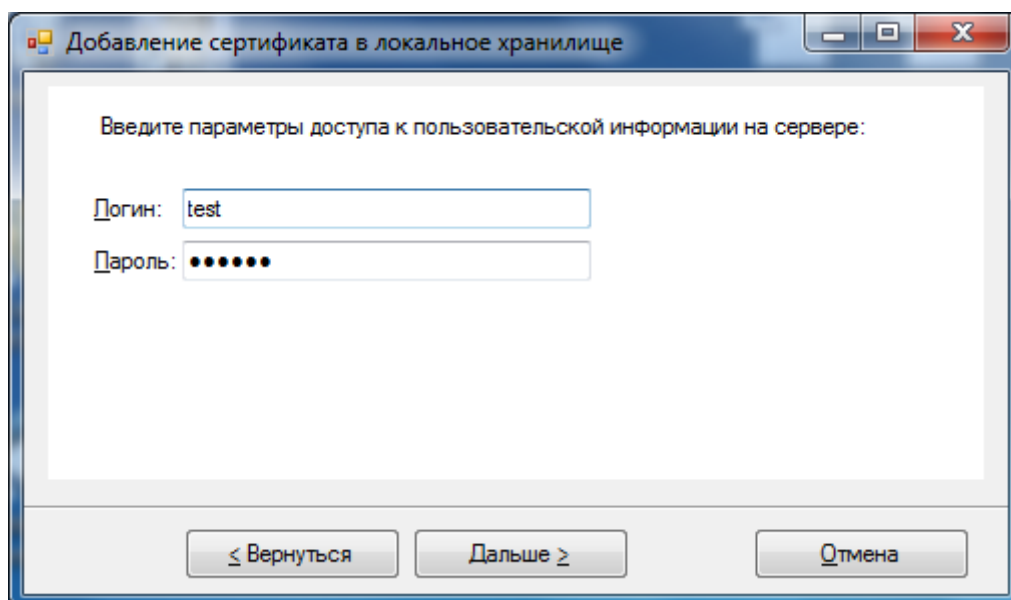 Добавление сертификата в локальное хранилище
Введите параметры доступа к пользовательской информации на сервере:
Логин: test
Пароль: ●●●●●●
< Вернуться Дальше > Отмена